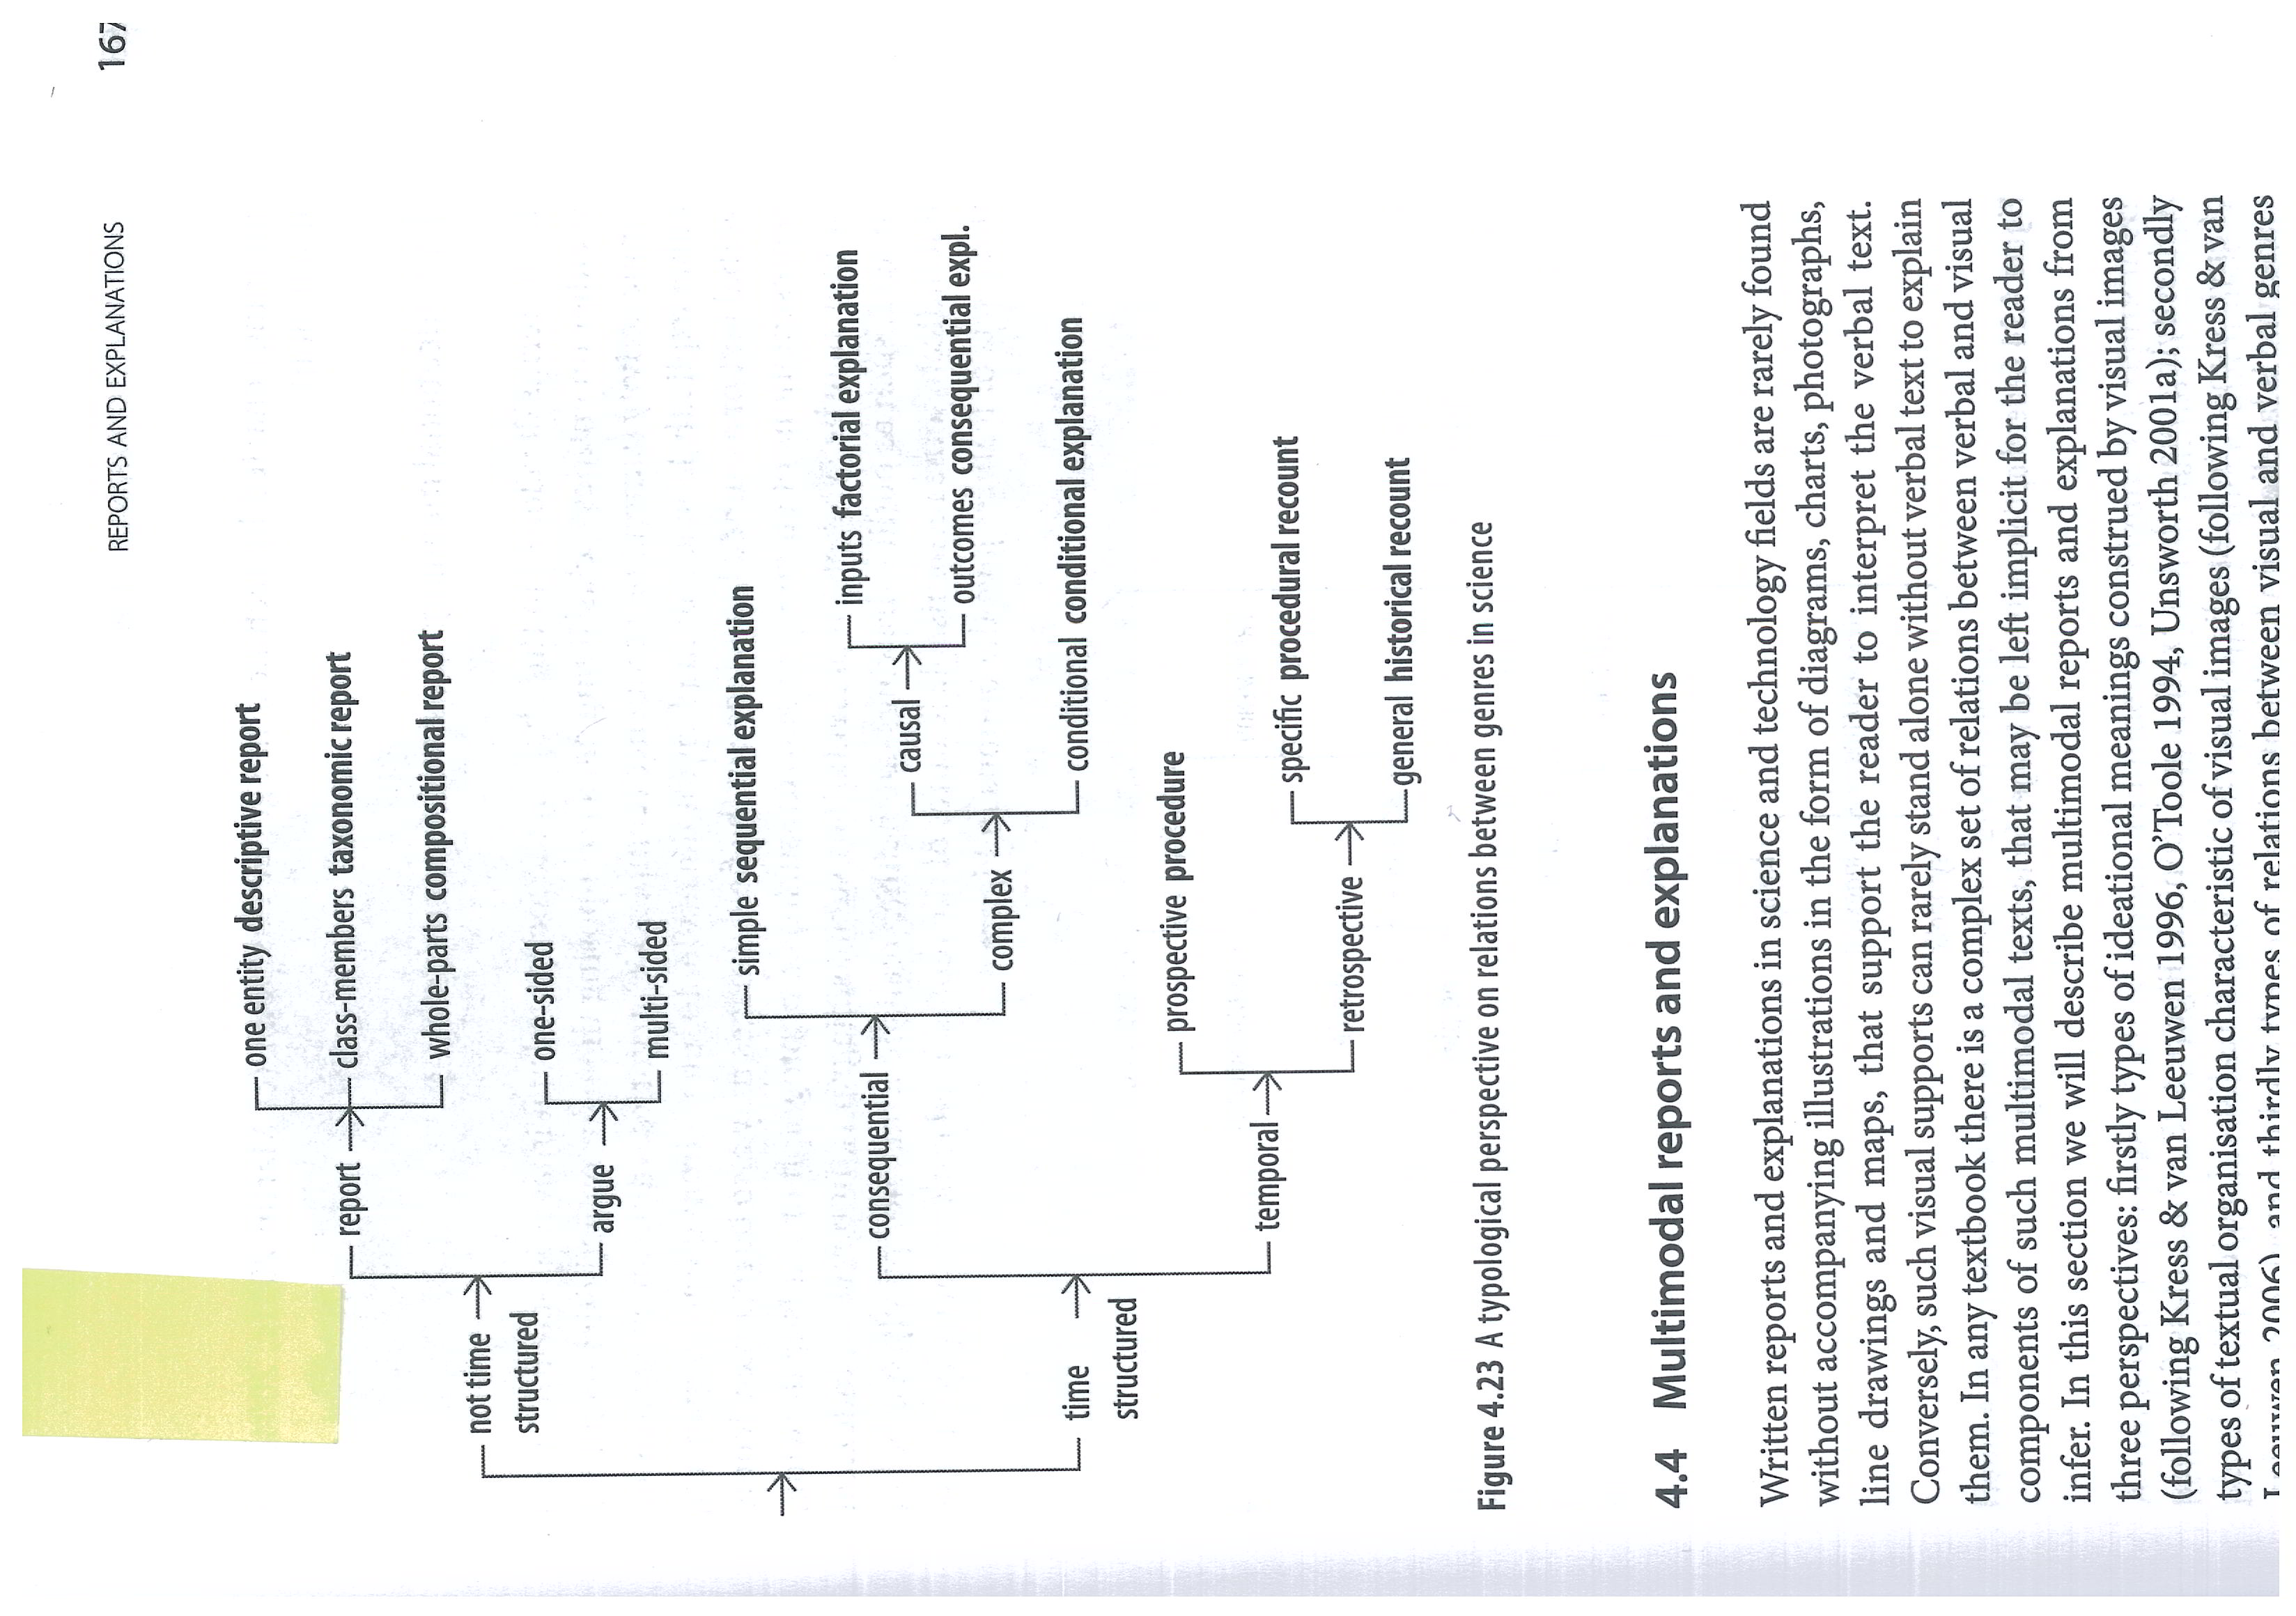 REPORTS AND EXPLANATIONS 167
one entity descriptive report
report
class-members taxonomic report
whole-parts compositional report
not time
structured
one-sided
argue
multi-sided
simple sequential explanation
consequential
inputs factorial explanation
causal
outcomes consequential expl.
complex
conditional conditional explanation
time
structured
prospective procedure
temporal
specific procedural recount
retrospective
general historical recount
Figure 4.23 A typological perspective on relations between genres in science
4.4 Multimodal reports and explanations
Written reports and explanations in science and technology fields are rarely found
without accompanying illustrations in the form of diagrams, charts, photographs,
line drawings and maps, that support the reader to interpret the verbal text.
Conversely, such visual supports can rarely stand alone without verbal text to explain
them. In any textbook there is a complex set of relations between verbal and visual
components of such multimodal texts, that may be left implicit for the reader to
infer. In this section we will describe multimodal reports and explanations from
three perspectives: firstly types of ideational meanings construed by visual images
(following Kress & van Leeuwen 1996, O'Toole 1994, Unsworth 2001a); secondly
types of textual organisation characteristic of visual images (following Kress & van
Leeuwen 2006), and thirdly types of relations between visual and verbal genres